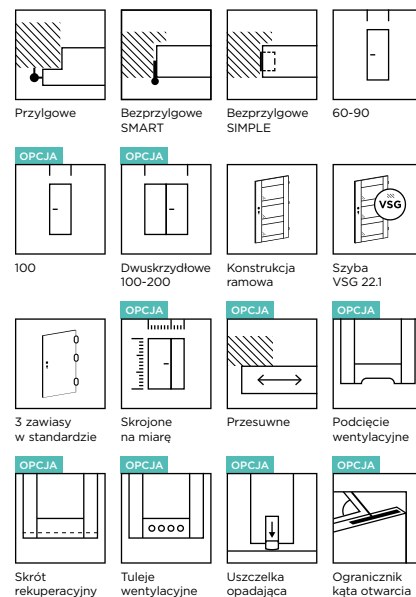 Przylgowe
Bezprzylgowe
SMART
Bezprzylgowe
SIMPLE
60-90
OPCJA
100
OPCJA
Dwuskrzydłowe
100-200
Konstrukcja
ramowa
VSG
Szyba
VSG 22.1
3 zawiasy
w standardzie
OPCJA
Skrojone
na miarę
OPCJA
Przesuwne
OPCJA
Podcięcie
wentylacyjne
OPCJA
Skrót
rekuperacyjny
OPCJA
Tuleje
wentylacyjne
OPCJA
Uszczelka
opadająca
OPCJA
Ogranicznik
kąta otwarcia